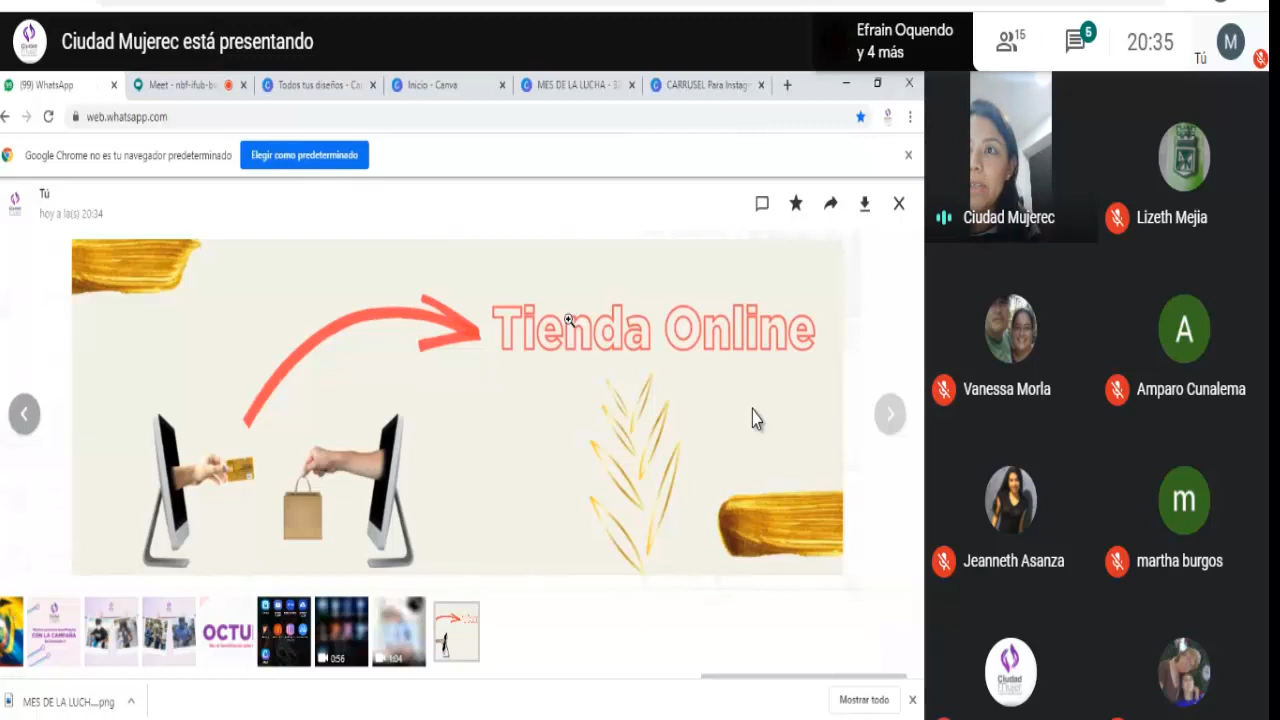 Ciudad Mujerec está presentando
Efrain Oquendo
y 4 más
15
6
20:35
Tú
M
(99) WhatsApp
Meet - nbf-ifub-b
Todos tus diseños - Ca
Inicio - Canva
MES DE LA LUCHA - 
CARRUSEL Para Instag
web.whatsapp.com
Google Chrome no es tu navegador predeterminado
Elegir como predeterminado
Tú
hoy a la(s) 20:34
Tienda Online
Ciudad Mujerec
Lizeth Mejia
Vanessa Morla
A
Amparo Cunalema
Jeanneth Asanza
m
martha burgos
Ciudad
Mujer
CON LA CAMPAÑA
OCTU
0:56
1:04
MES DE LA LUCH....png
Mostrar todo